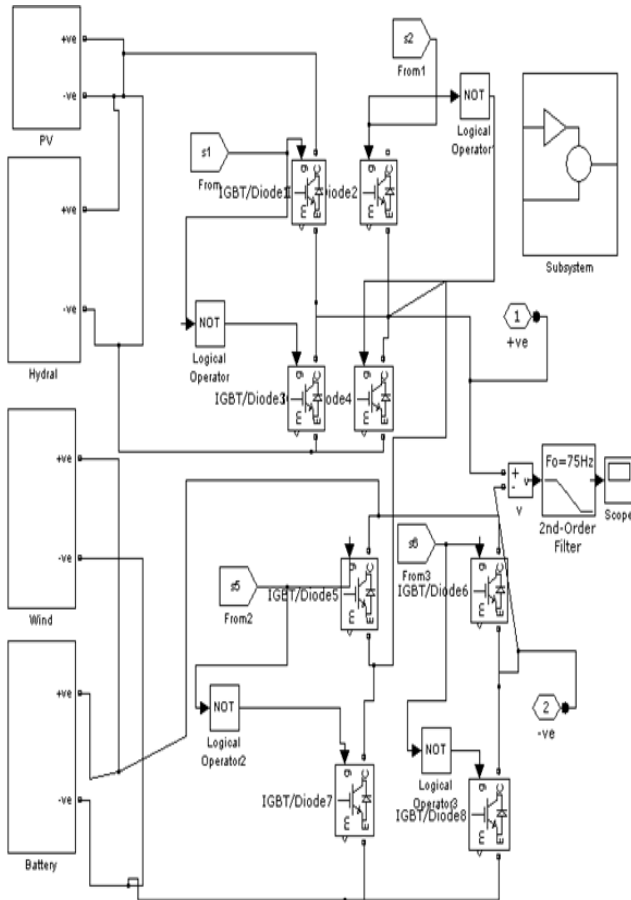 +ve
-ve
PV
+ve
-ve
Hydral
+ve
-ve
Wind
+ve
-ve
Battery
s1
From
s2
From1
NOT
Logical
Operator1
g
C
m
E
IGBT/Diode1
g
C
m
E
Diode2
Subsystem
NOT
Logical
Operator
g
C
m
E
IGBT/Diode3
g
C
m
E
Diode4
1
+ve
+
-
v
v
Fo=75Hz
2nd-Order
Filter
Scope
s5
From2
g
C
m
E
IGBT/Diode5
s6
From3
g
C
m
E
IGBT/Diode6
2
-ve
NOT
Logical
Operator2
g
C
m
E
IGBT/Diode7
NOT
Logical
Operator3
g
C
m
E
IGBT/Diode8